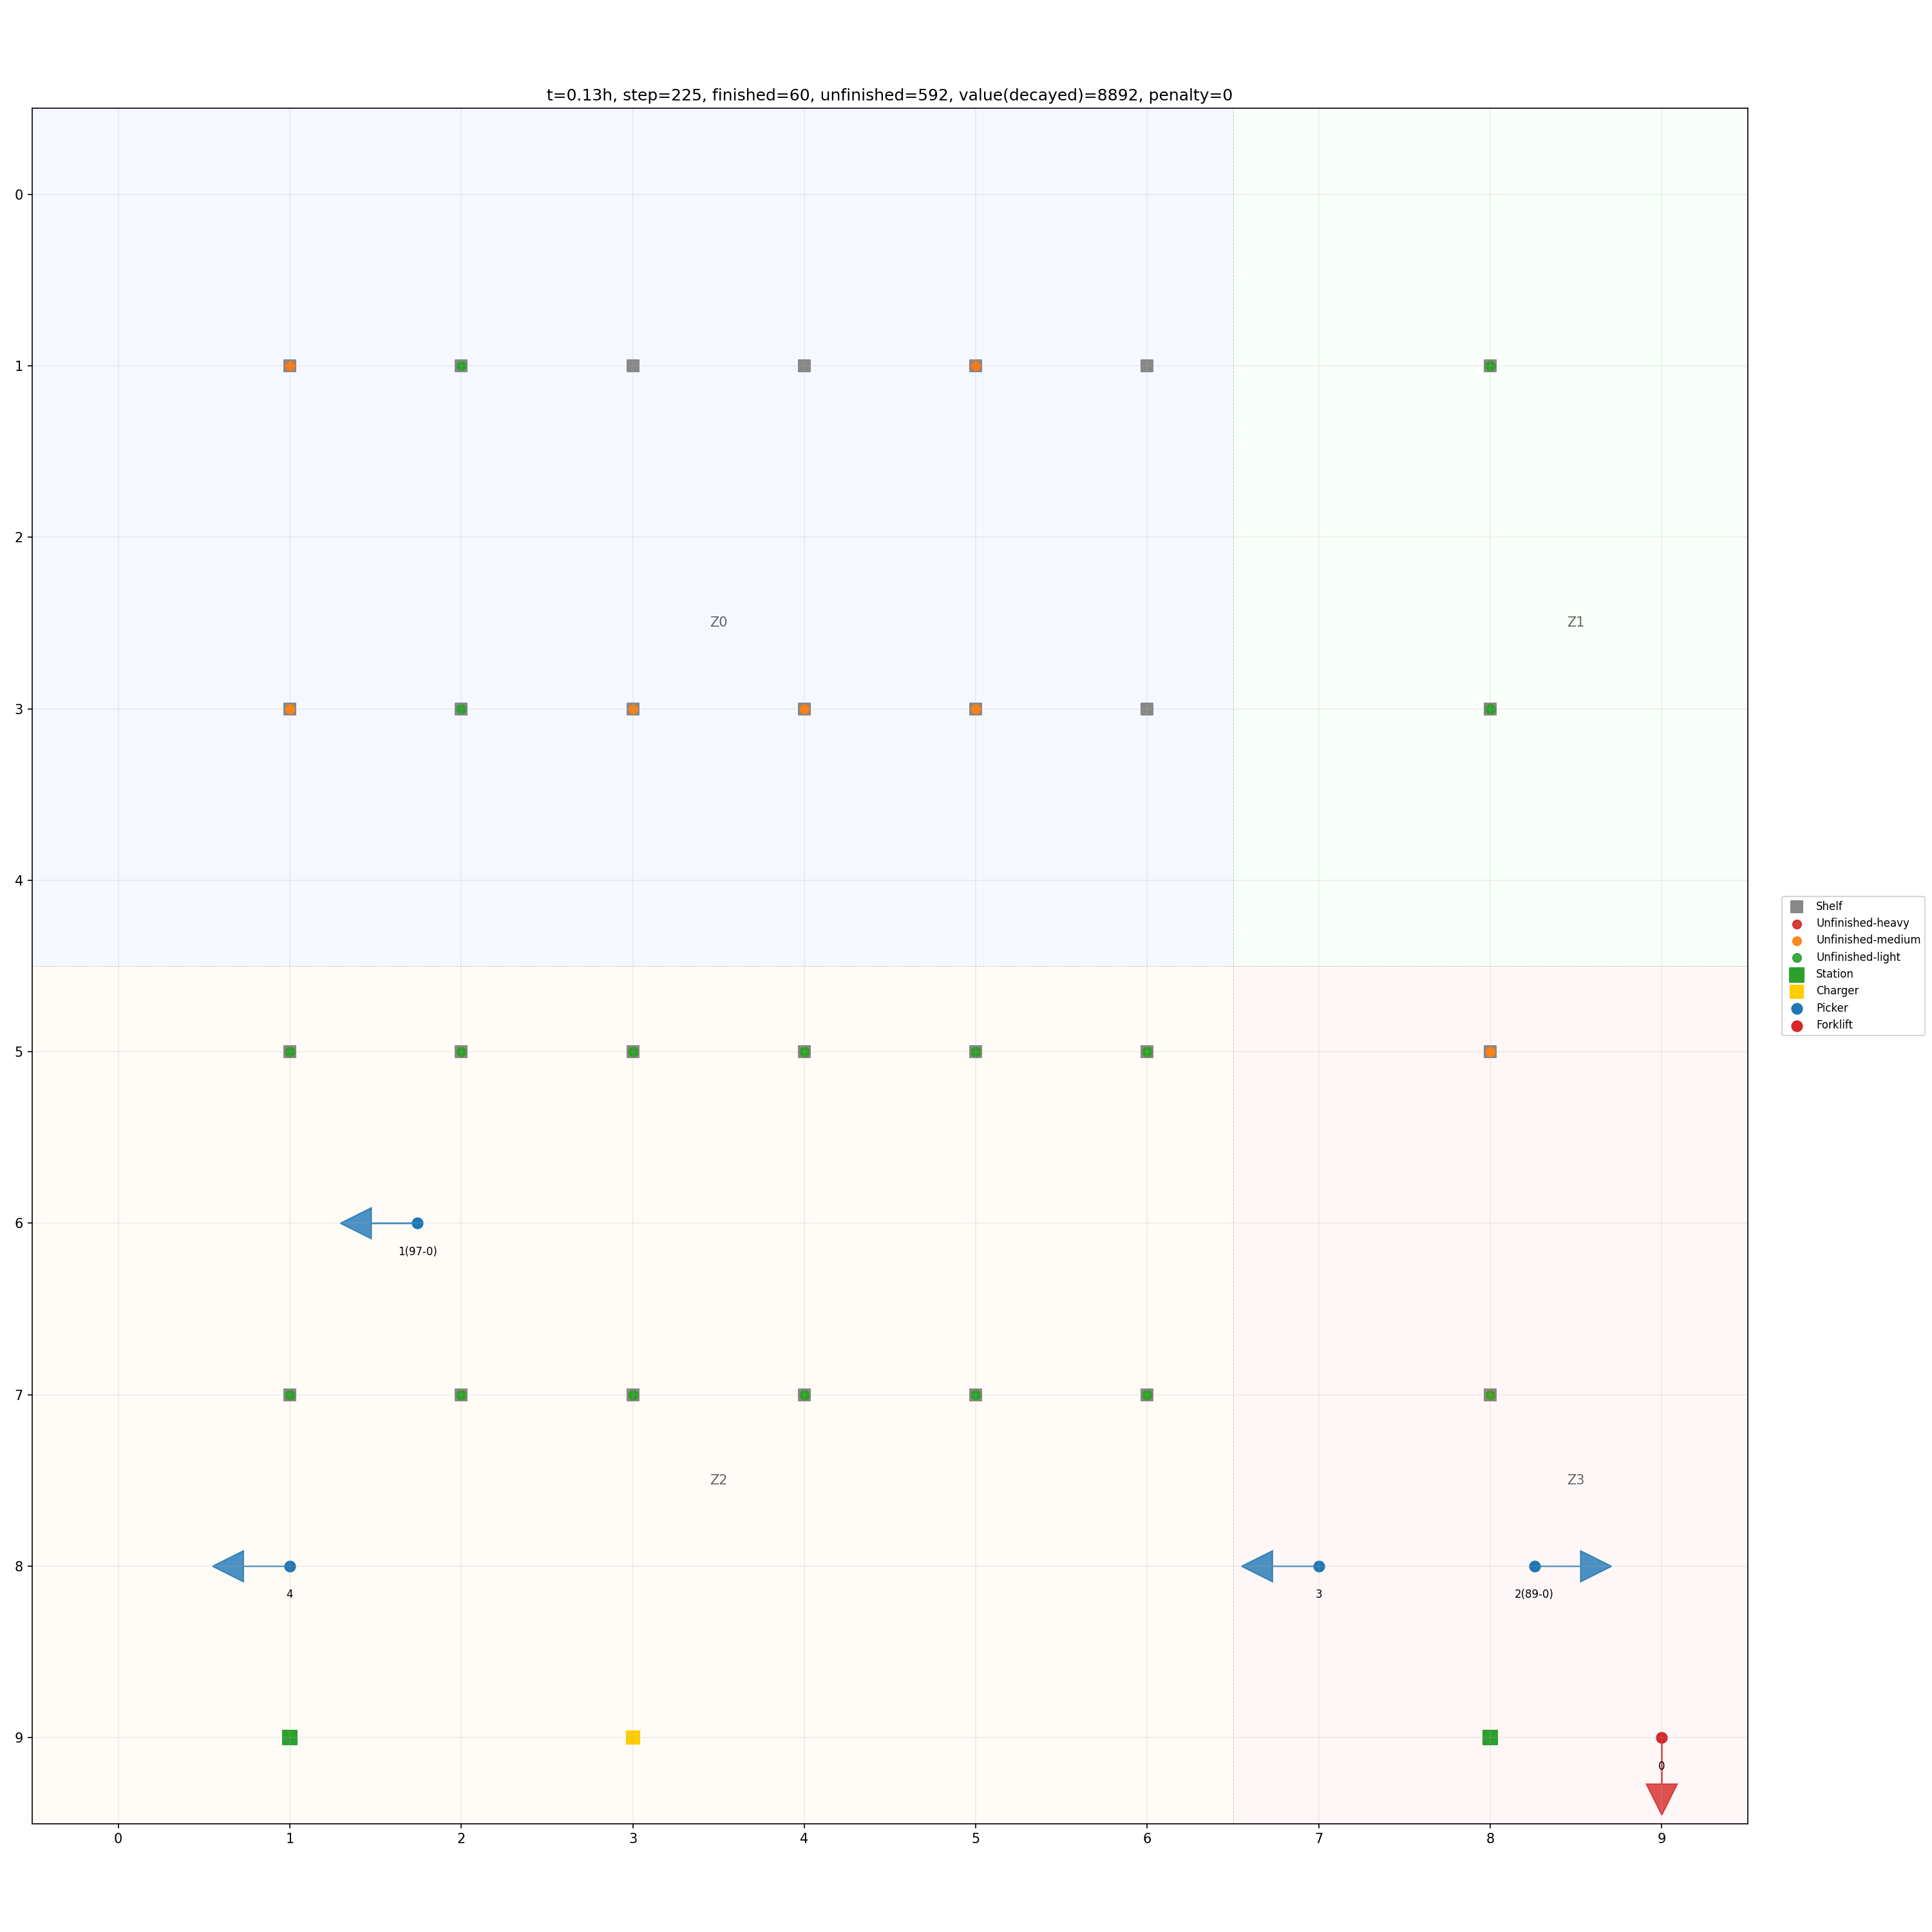 t=0.13h, step=225, finished=60, unfinished=592, value(decayed)=8892, penalty=0
0
1
2
Z0
Z1
3
4
Shelf
Unfinished-heavy
Unfinished-medium
Unfinished-light
Station
Charger
Picker
Forklift
5
6
1(97-0)
7
Z2
Z3
8
4
3
2(89-0)
9
0
0 1 2 3 4 5 6 7 8 9